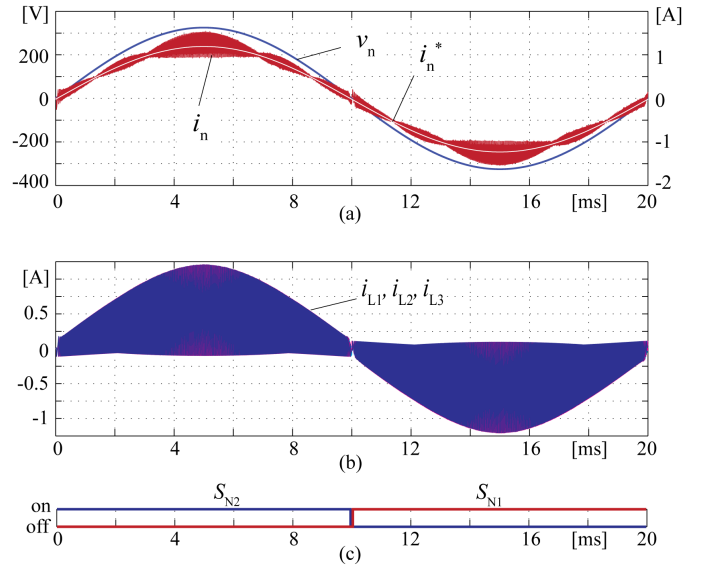 [V] [A]
200 1
0 0
-200 -1
-400 -2
v_n i_n^*
i_n
0 4 8 12 16 [ms] 20
(a)
[A]
0.5
0
-0.5
-1
i_L1, i_L2, i_L3
0 4 8 12 16 [ms] 20
(b)
S_N2 S_N1
on
off
0 4 8 12 16 [ms] 20
(c)